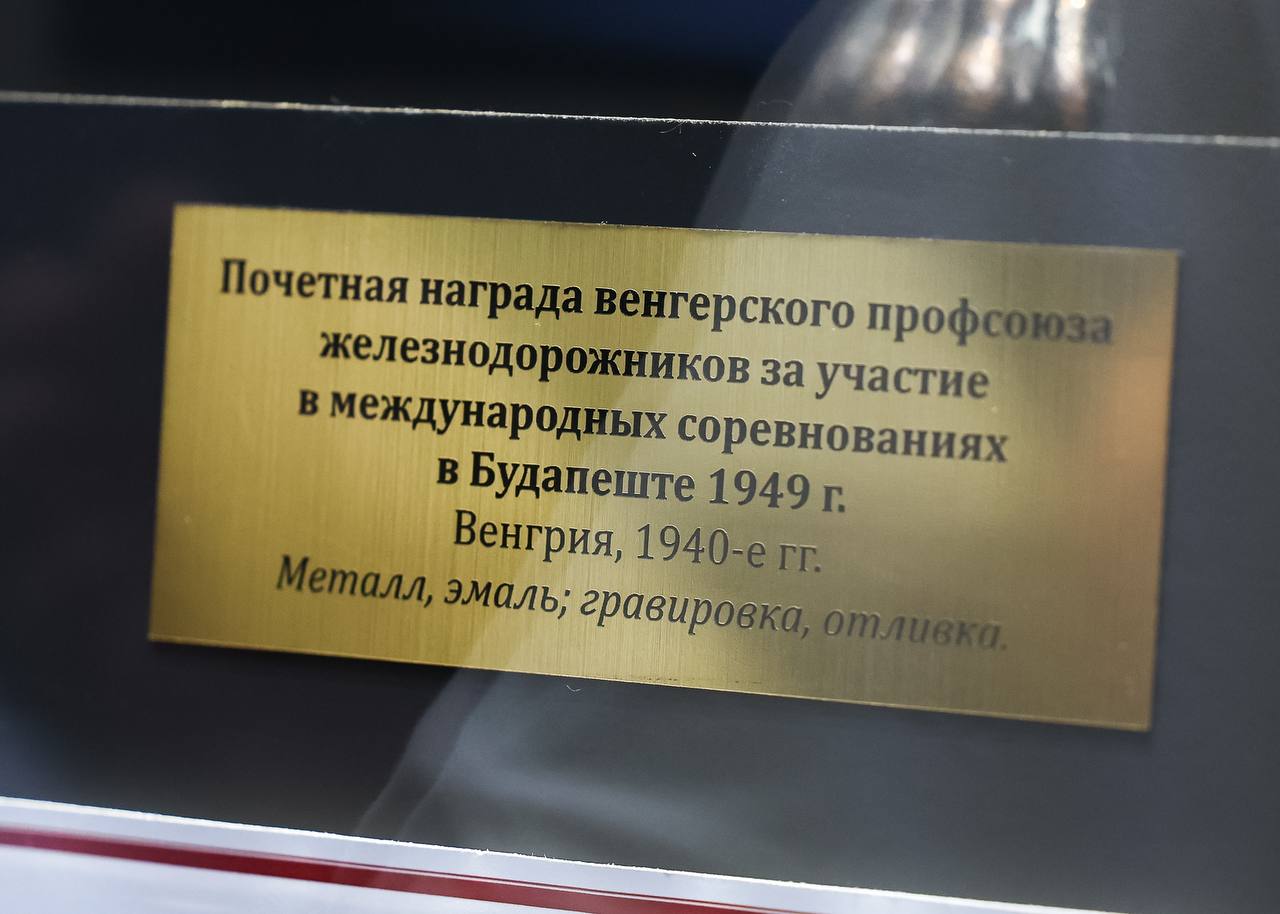 Почетная награда венгерского профсоюза
железнодорожников за участие
в международных соревнованиях
в Будапеште 1949 г.
Венгрия, 1940-е гг.
Металл, эмаль; гравировка, отливка.